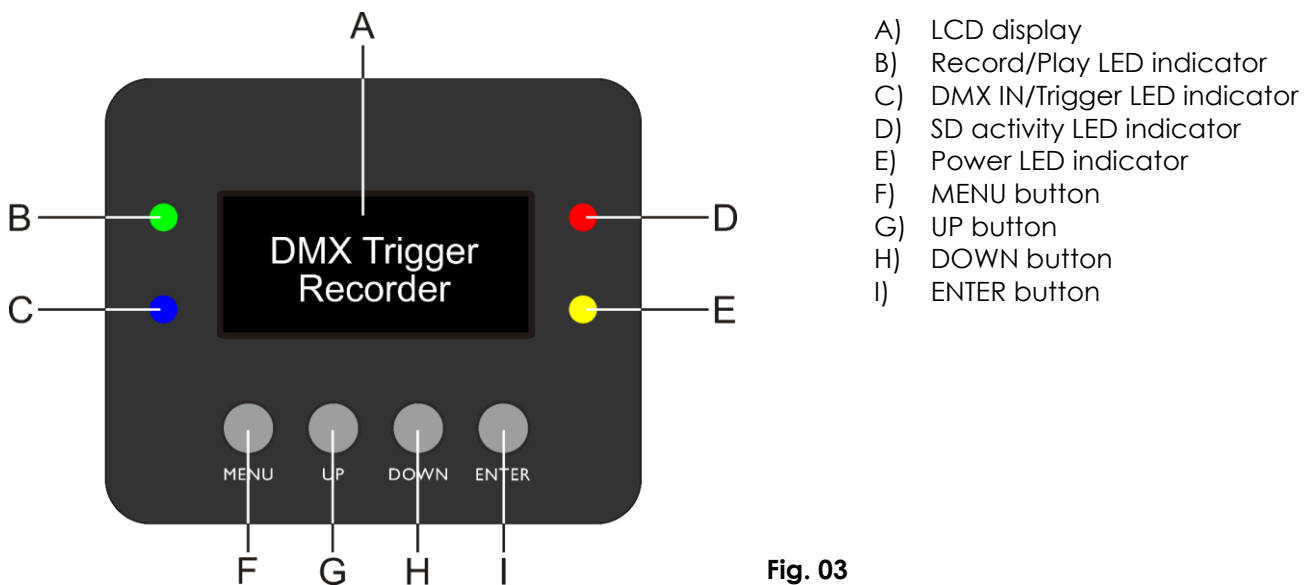 A
B
C
D
E
DMX Trigger
Recorder
MENU UP DOWN ENTER
F G H I
A) LCD display
B) Record/Play LED indicator
C) DMX IN/Trigger LED indicator
D) SD activity LED indicator
E) Power LED indicator
F) MENU button
G) UP button
H) DOWN button
I) ENTER button
Fig. 03